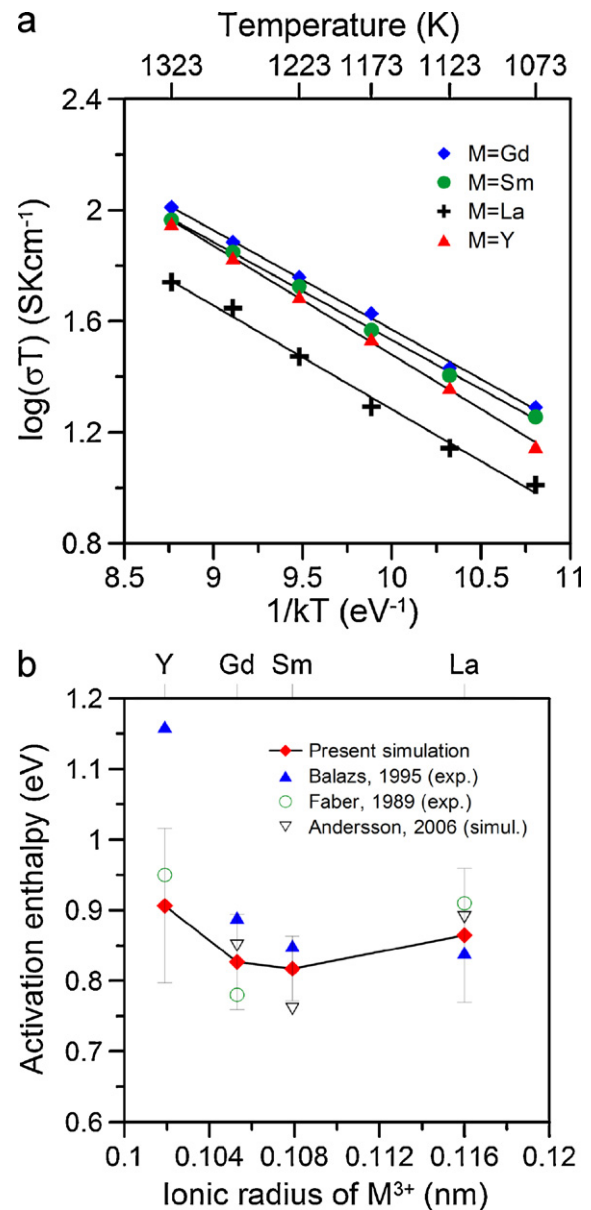 a
Temperature (K)
1323 1223 1173 1123 1073
2.4
2
1.6
1.2
0.8
log(σT) (SKcm⁻¹)
M=Gd
M=Sm
M=La
M=Y
8.5 9 9.5 10 10.5 11
1/kT (eV⁻¹)
b
Y Gd Sm La
1.2
1.1
1
0.9
0.8
0.7
0.6
Activation enthalpy (eV)
Present simulation
Balazs, 1995 (exp.)
Faber, 1989 (exp.)
Andersson, 2006 (simul.)
0.1 0.104 0.108 0.112 0.116 0.12
Ionic radius of M³⁺ (nm)